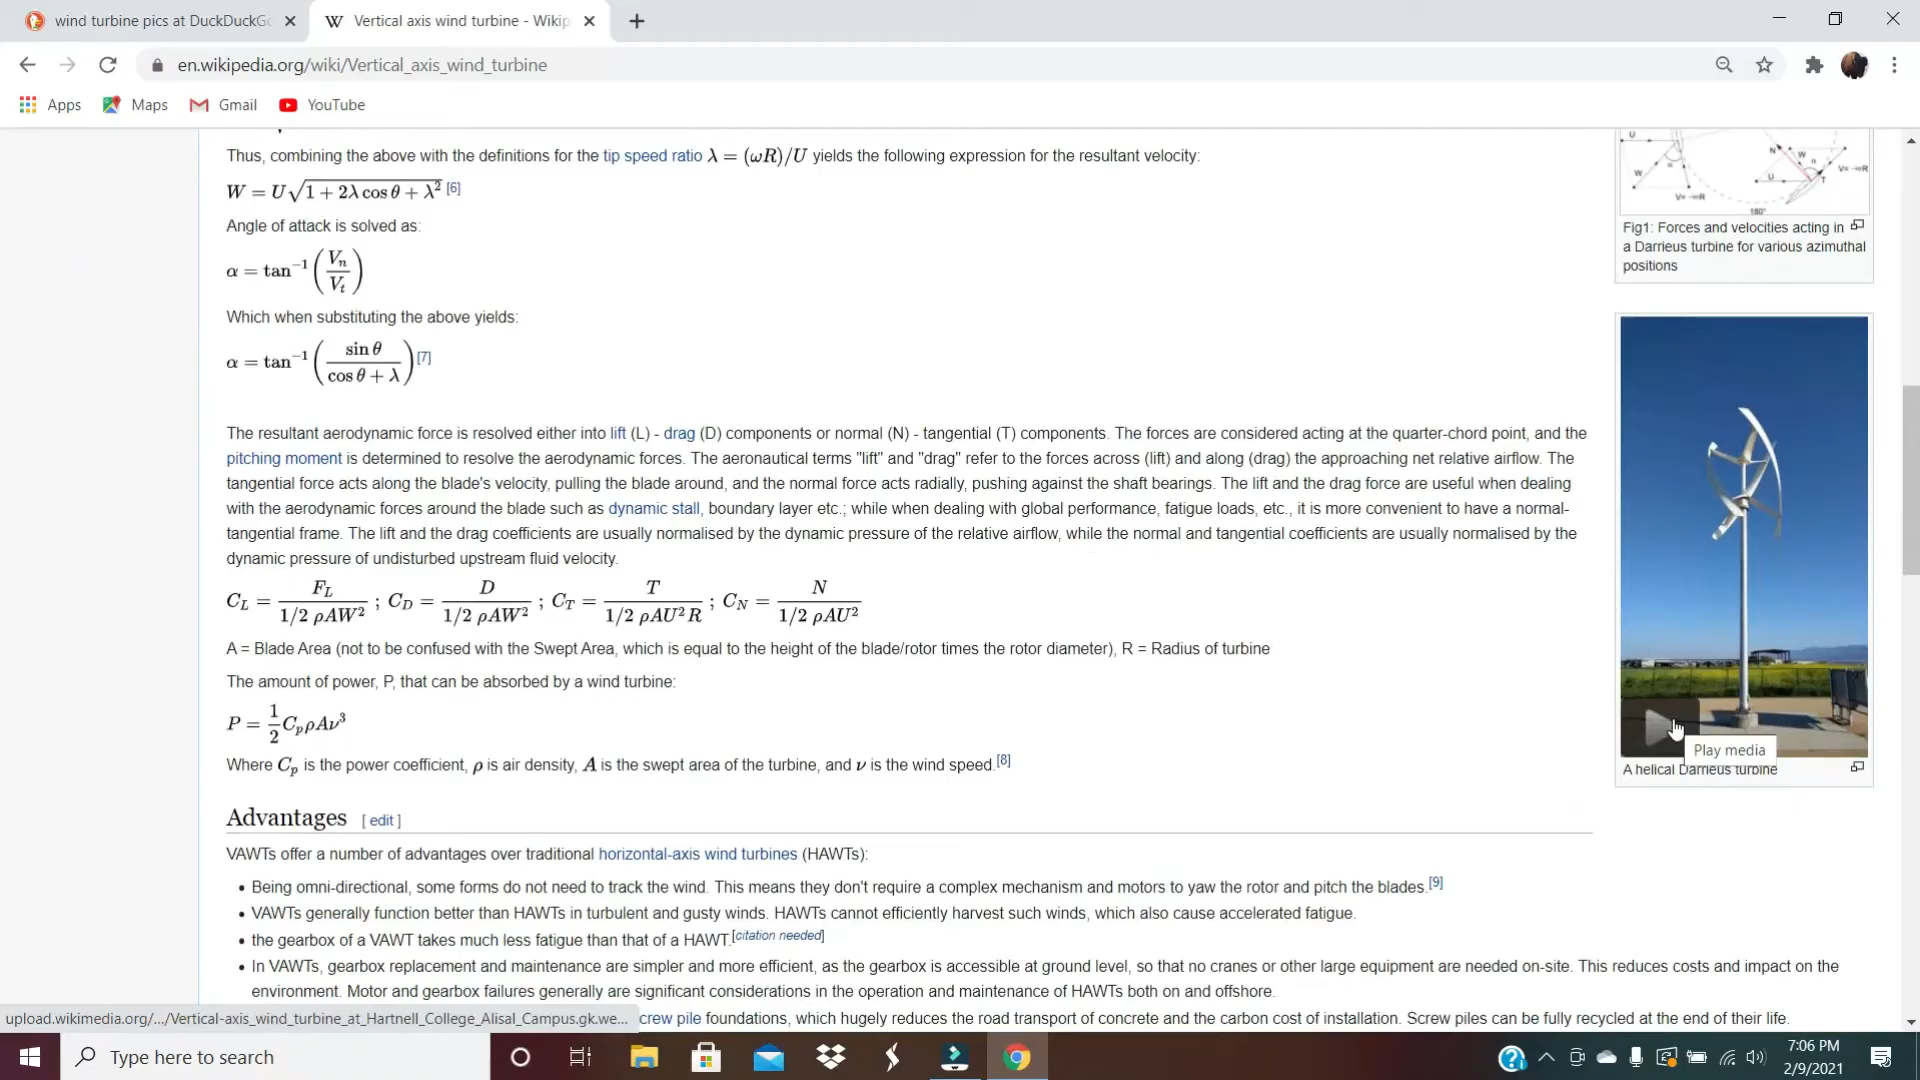 wind turbine pics at DuckDuckGo
Vertical axis wind turbine - Wikip
en.wikipedia.org/wiki/Vertical_axis_wind_turbine
Apps
Maps
Gmail
YouTube
Thus, combining the above with the definitions for the tip speed ratio λ = (ωR)/U yields the following expression for the resultant velocity:
W = U√(1 + 2λ cos θ + λ²) [6]
Angle of attack is solved as:
α = tan⁻¹ (Vₙ/Vₜ)
Which when substituting the above yields:
α = tan⁻¹ (sin θ / (cos θ + λ)) [7]
The resultant aerodynamic force is resolved either into lift (L) - drag (D) components or normal (N) - tangential (T) components. The forces are considered acting at the quarter-chord point, and the
pitching moment is determined to resolve the aerodynamic forces. The aeronautical terms "lift" and "drag" refer to the forces across (lift) and along (drag) the approaching net relative airflow. The
tangential force acts along the blade's velocity, pulling the blade around, and the normal force acts radially, pushing against the shaft bearings. The lift and the drag force are useful when dealing
with the aerodynamic forces around the blade such as dynamic stall, boundary layer etc.; while when dealing with global performance, fatigue loads, etc., it is more convenient to have a normal-
tangential frame. The lift and the drag coefficients are usually normalised by the dynamic pressure of the relative airflow, while the normal and tangential coefficients are usually normalised by the
dynamic pressure of undisturbed upstream fluid velocity.
C_L = F_L / (1/2 ρAW²) ; C_D = D / (1/2 ρAW²) ; C_T = T / (1/2 ρAU²R) ; C_N = N / (1/2 ρAU²)
A = Blade Area (not to be confused with the Swept Area, which is equal to the height of the blade/rotor times the rotor diameter), R = Radius of turbine
The amount of power, P, that can be absorbed by a wind turbine:
P = 1/2 C_p ρAν³
Where C_p is the power coefficient, ρ is air density, A is the swept area of the turbine, and ν is the wind speed.[8]
Advantages [ edit ]
VAWTs offer a number of advantages over traditional horizontal-axis wind turbines (HAWTs):
• Being omni-directional, some forms do not need to track the wind. This means they don't require a complex mechanism and motors to yaw the rotor and pitch the blades.[9]
• VAWTs generally function better than HAWTs in turbulent and gusty winds. HAWTs cannot efficiently harvest such winds, which also cause accelerated fatigue.
• the gearbox of a VAWT takes much less fatigue than that of a HAWT.[citation needed]
• In VAWTs, gearbox replacement and maintenance are simpler and more efficient, as the gearbox is accessible at ground level, so that no cranes or other large equipment are needed on-site. This reduces costs and impact on the
environment. Motor and gearbox failures generally are significant considerations in the operation and maintenance of HAWTs both on and offshore.
crew pile foundations, which hugely reduces the road transport of concrete and the carbon cost of installation. Screw piles can be fully recycled at the end of their life.
U
W
α
V= -ωR
N
W
α
U
T
V= -ωR
180°
Fig1: Forces and velocities acting in
a Darrieus turbine for various azimuthal
positions
Play media
A helical Darrieus turbine
upload.wikimedia.org/.../Vertical-axis_wind_turbine_at_Hartnell_College_Alisal_Campus.gk.we...
Type here to search
7:06 PM
2/9/2021